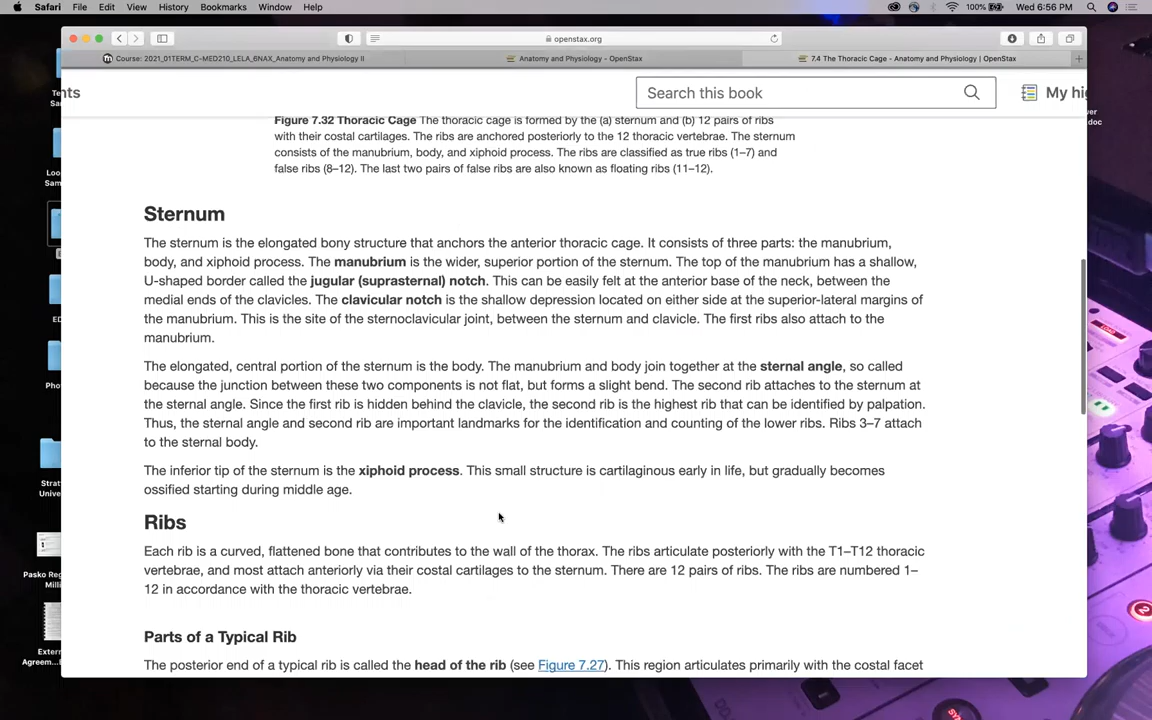 Safari File Edit View History Bookmarks Window Help 100% Wed 6:56 PM
openstax.org
Course: 2021_01TERM_C-MED210_LELA_6NAX_Anatomy and Physiology II Anatomy and Physiology - OpenStax 7.4 The Thoracic Cage - Anatomy and Physiology | OpenStax
nts Search this book My hig
Figure 7.32 Thoracic Cage The thoracic cage is formed by the (a) sternum and (b) 12 pairs of ribs
with their costal cartilages. The ribs are anchored posteriorly to the 12 thoracic vertebrae. The sternum
consists of the manubrium, body, and xiphoid process. The ribs are classified as true ribs (1–7) and
false ribs (8–12). The last two pairs of false ribs are also known as floating ribs (11–12).
Sternum
The sternum is the elongated bony structure that anchors the anterior thoracic cage. It consists of three parts: the manubrium,
body, and xiphoid process. The manubrium is the wider, superior portion of the sternum. The top of the manubrium has a shallow,
U-shaped border called the jugular (suprasternal) notch. This can be easily felt at the anterior base of the neck, between the
medial ends of the clavicles. The clavicular notch is the shallow depression located on either side at the superior-lateral margins of
the manubrium. This is the site of the sternoclavicular joint, between the sternum and clavicle. The first ribs also attach to the
manubrium.
The elongated, central portion of the sternum is the body. The manubrium and body join together at the sternal angle, so called
because the junction between these two components is not flat, but forms a slight bend. The second rib attaches to the sternum at
the sternal angle. Since the first rib is hidden behind the clavicle, the second rib is the highest rib that can be identified by palpation.
Thus, the sternal angle and second rib are important landmarks for the identification and counting of the lower ribs. Ribs 3–7 attach
to the sternal body.
The inferior tip of the sternum is the xiphoid process. This small structure is cartilaginous early in life, but gradually becomes
ossified starting during middle age.
Ribs
Each rib is a curved, flattened bone that contributes to the wall of the thorax. The ribs articulate posteriorly with the T1–T12 thoracic
vertebrae, and most attach anteriorly via their costal cartilages to the sternum. There are 12 pairs of ribs. The ribs are numbered 1–
12 in accordance with the thoracic vertebrae.
Parts of a Typical Rib
The posterior end of a typical rib is called the head of the rib (see Figure 7.27). This region articulates primarily with the costal facet
Te
Sam
Loo
Sam
ED
Pho
Strat
Unive
Pasko Reg
Milli
Extern
Agreem...E
ver
doc
LOAD
2